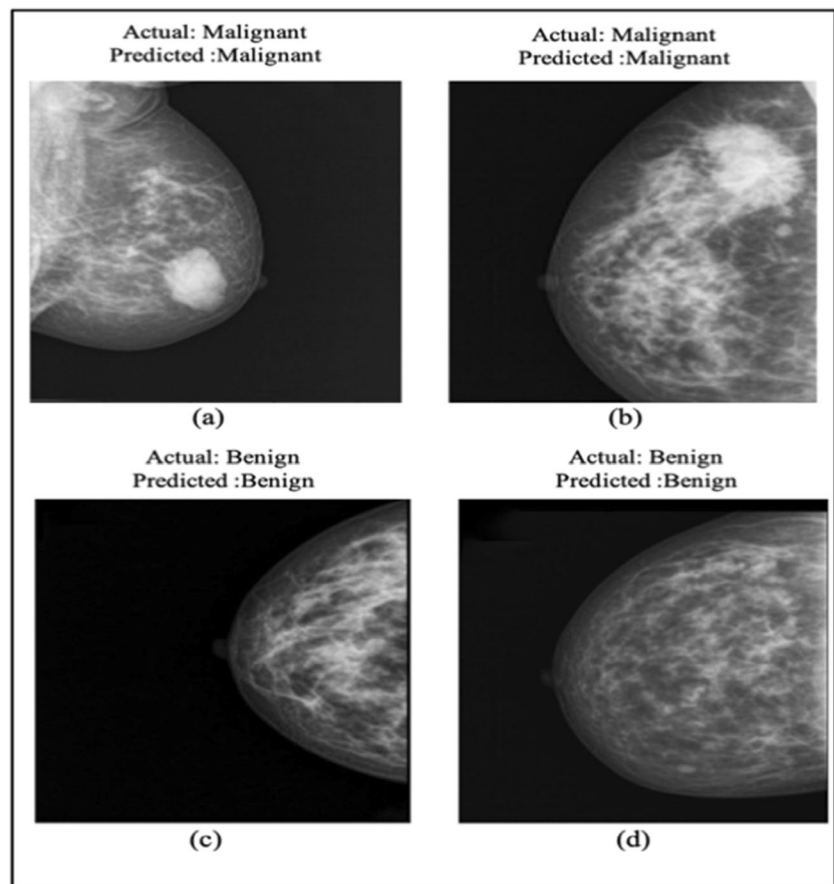 Actual: Malignant
Predicted :Malignant
Actual: Malignant
Predicted :Malignant
(a)
(b)
Actual: Benign
Predicted :Benign
Actual: Benign
Predicted :Benign
(c)
(d)